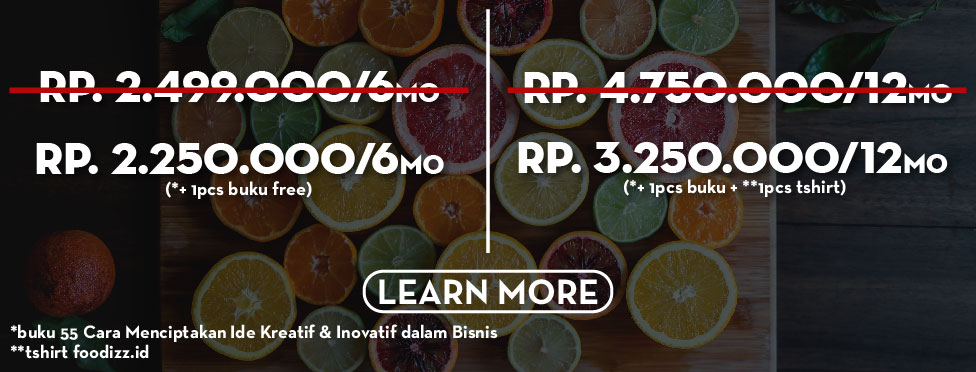 RP. 2.499.000/6MO
RP. 2.250.000/6MO
(*+ 1pcs buku free)
RP. 4.750.000/12MO
RP. 3.250.000/12MO
(*+ 1pcs buku + **1pcs tshirt)
LEARN MORE
*buku 55 Cara Menciptakan Ide Kreatif & Inovatif dalam Bisnis
**tshirt foodizz.id